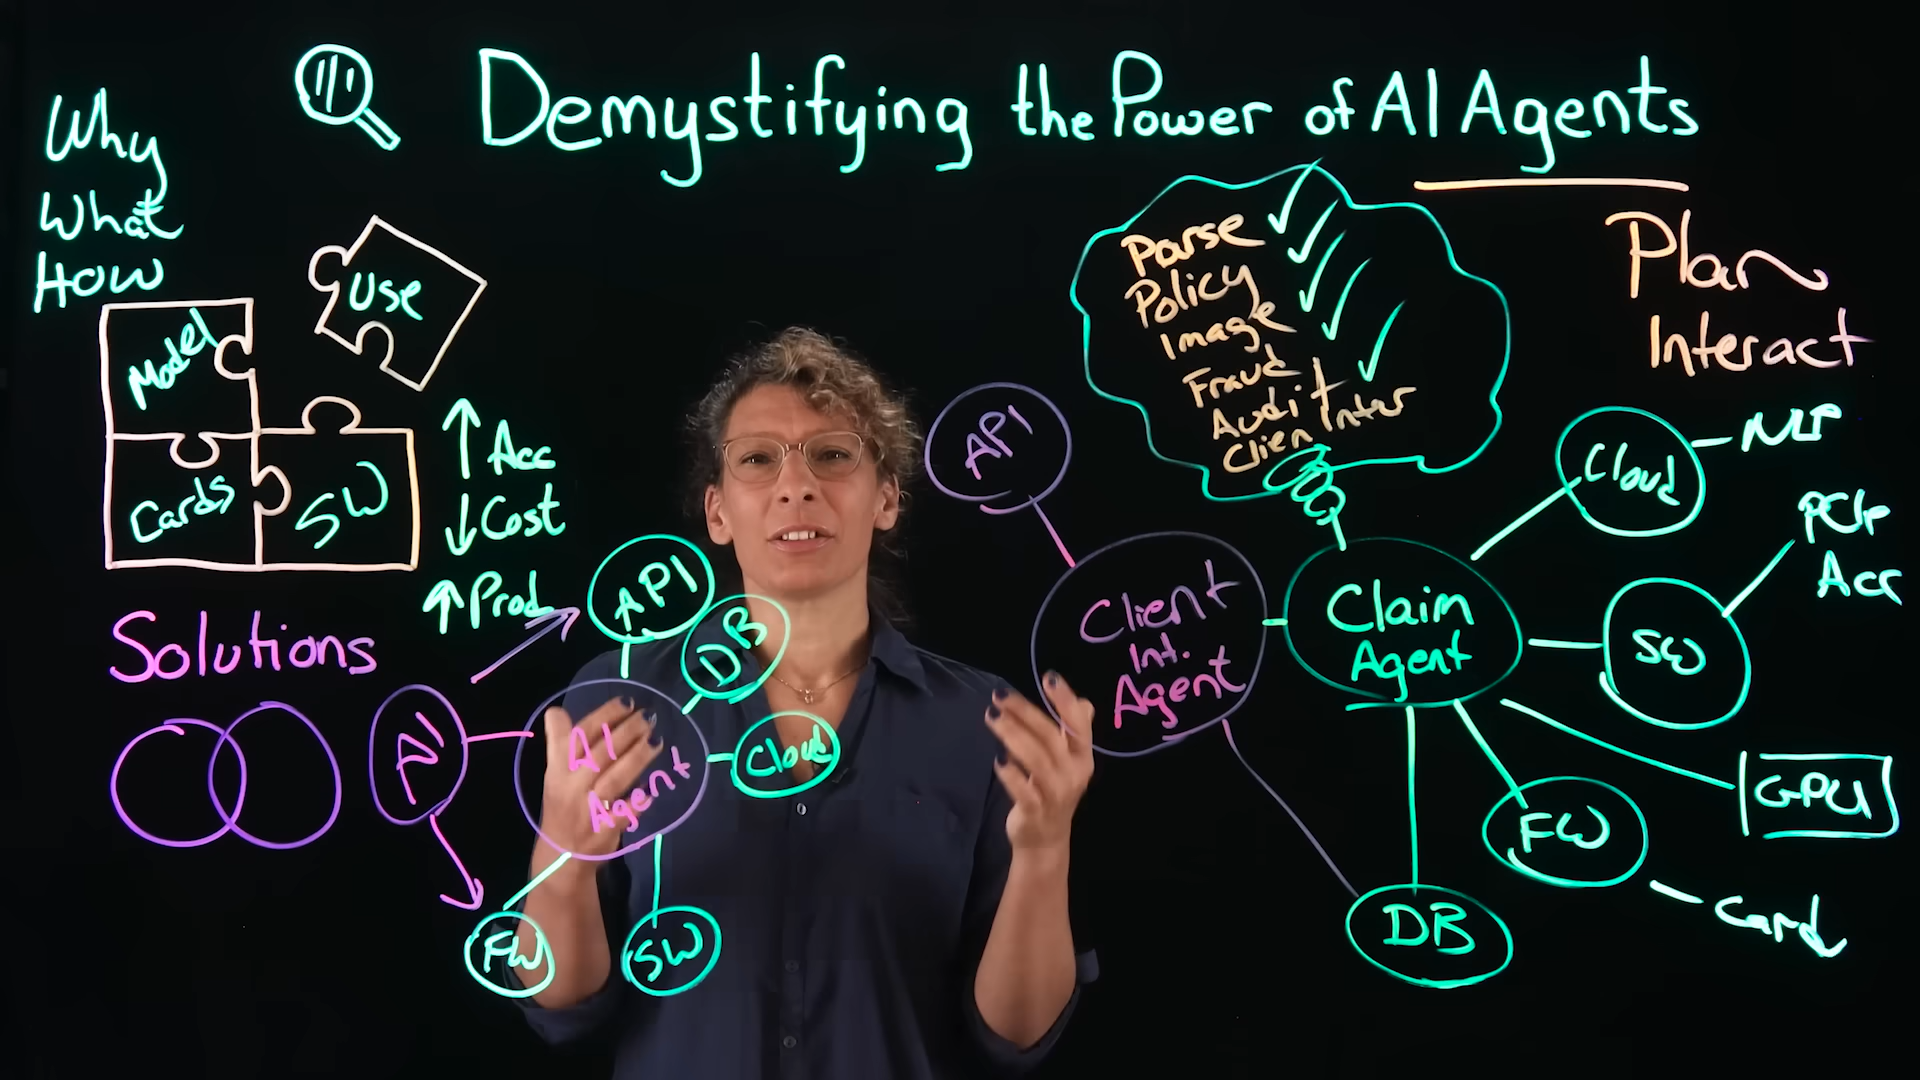 Demystifying the Power of AI Agents
Why
What
How
Model
Use
Cards
SW
↑ Acc
↓ Cost
↑ Prod
Solutions
AI
AI
Agent
API
DB
Cloud
SW
FW
API
Client
Int.
Agent
Parse
Policy
Image
Fraud
Audit
Clien Inter
Plan
Interact
Claim
Agent
Cloud
NLP
SW
PCIe
Acc
GPU
FW
Card
DB